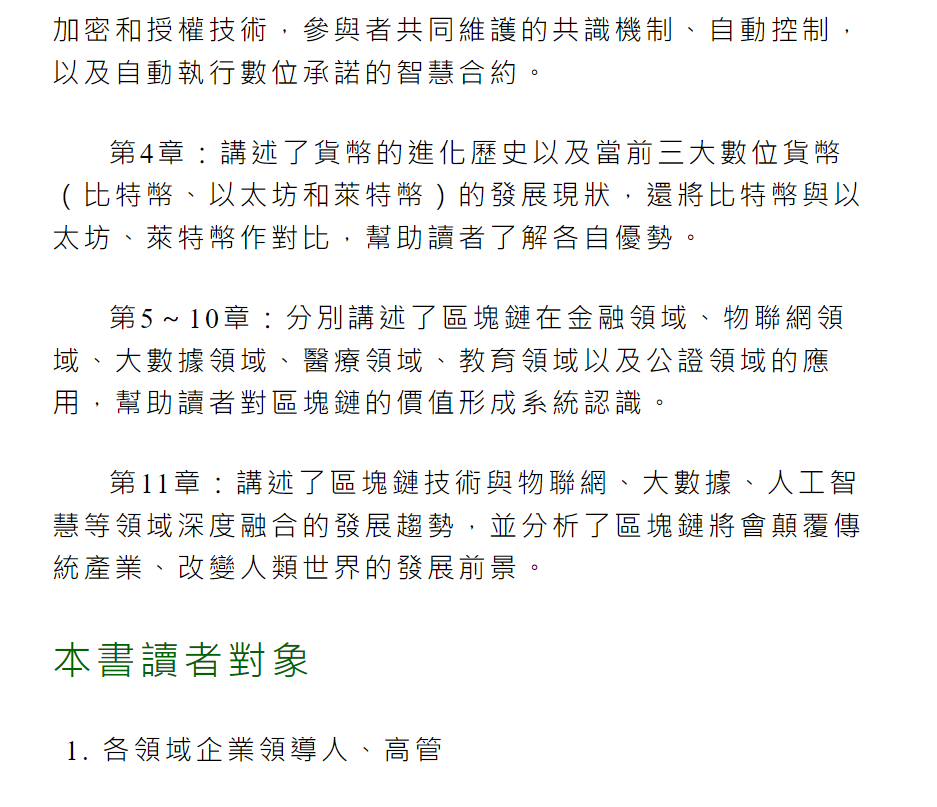 加密和授權技術，參與者共同維護的共識機制、自動控制，
以及自動執行數位承諾的智慧合約。
第4章：講述了貨幣的進化歷史以及當前三大數位貨幣
（比特幣、以太坊和萊特幣）的發展現狀，還將比特幣與以
太坊、萊特幣作對比，幫助讀者了解各自優勢。
第5～10章：分別講述了區塊鏈在金融領域、物聯網領
域、大數據領域、醫療領域、教育領域以及公證領域的應
用，幫助讀者對區塊鏈的價值形成系統認識。
第11章：講述了區塊鏈技術與物聯網、大數據、人工智
慧等領域深度融合的發展趨勢，並分析了區塊鏈將會顛覆傳
統產業、改變人類世界的發展前景。
本書讀者對象
1. 各領域企業領導人、高管